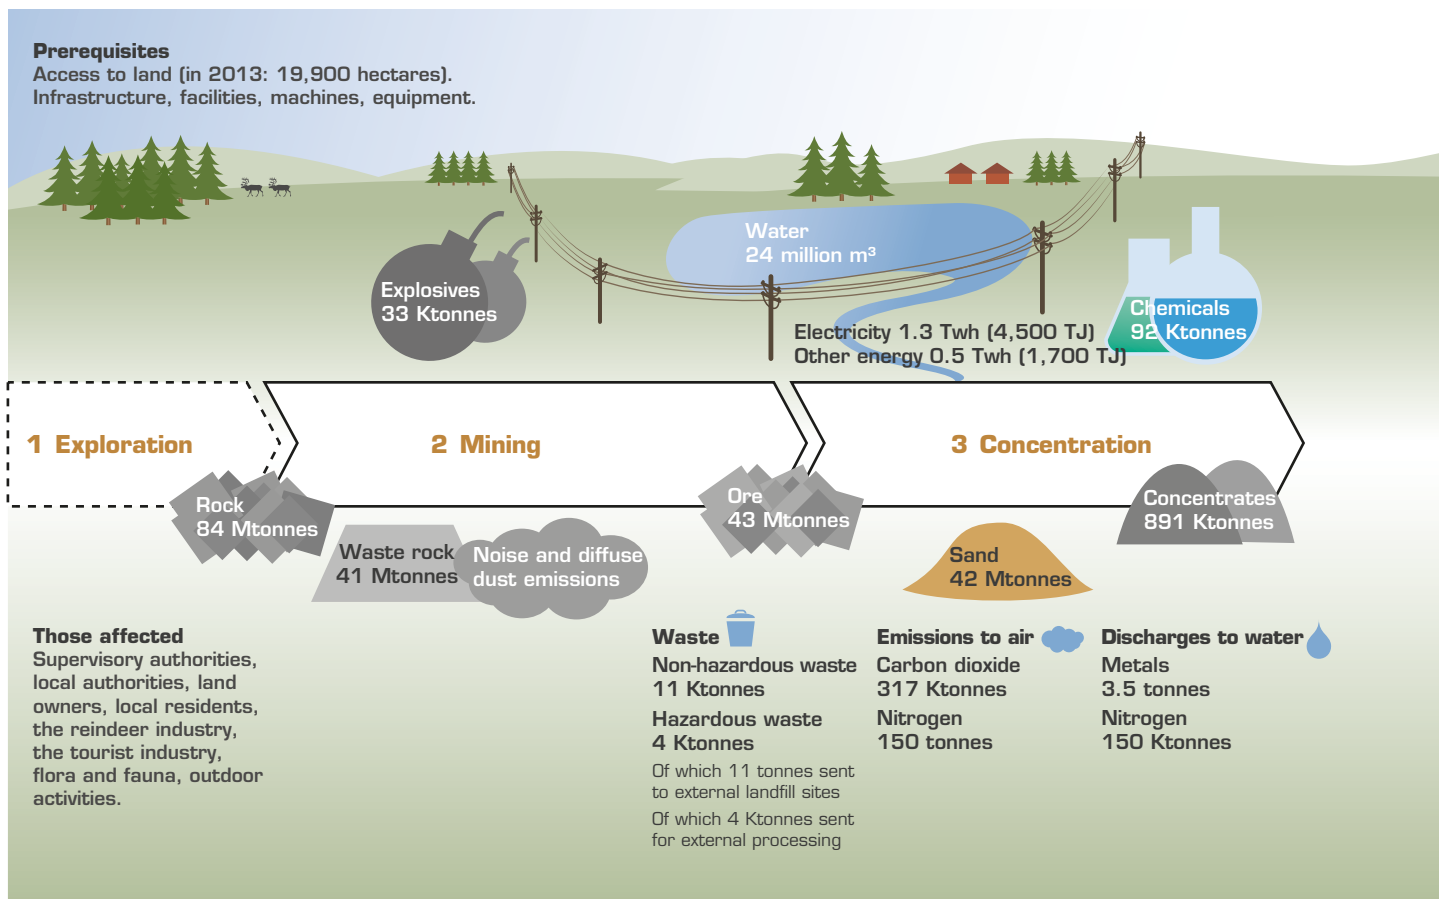 Prerequisites
Access to land (in 2013: 19,900 hectares).
Infrastructure, facilities, machines, equipment.
Water
24 million m³
Explosives
33 Ktonnes
Chemicals
92 Ktonnes
Electricity 1.3 Twh (4,500 TJ)
Other energy 0.5 Twh (1,700 TJ)
1 Exploration
2 Mining
3 Concentration
Rock
84 Mtonnes
Ore
43 Mtonnes
Concentrates
891 Ktonnes
Waste rock
41 Mtonnes
Noise and diffuse
dust emissions
Sand
42 Mtonnes
Those affected
Supervisory authorities,
local authorities, land
owners, local residents,
the reindeer industry,
the tourist industry,
flora and fauna, outdoor
activities.
Waste
Non-hazardous waste
11 Ktonnes
Hazardous waste
4 Ktonnes
Of which 11 tonnes sent
to external landfill sites
Of which 4 Ktonnes sent
for external processing
Emissions to air
Carbon dioxide
317 Ktonnes
Nitrogen
150 tonnes
Discharges to water
Metals
3.5 tonnes
Nitrogen
150 Ktonnes